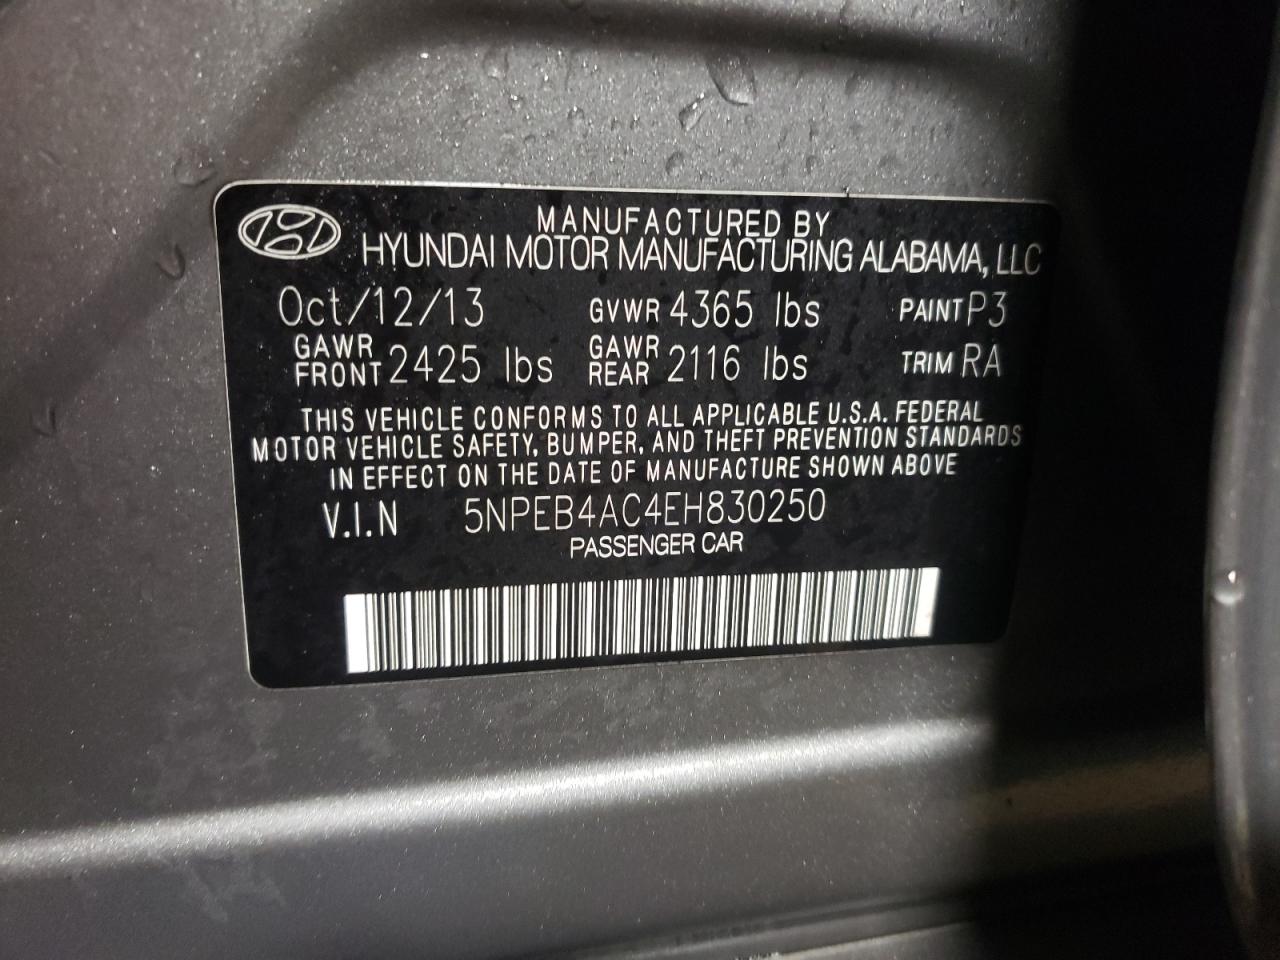 MANUFACTURED BY
HYUNDAI MOTOR MANUFACTURING ALABAMA, LLC
Oct/12/13 GVWR 4365 lbs PAINT P3
GAWR FRONT 2425 lbs GAWR REAR 2116 lbs TRIM RA
THIS VEHICLE CONFORMS TO ALL APPLICABLE U.S.A. FEDERAL
MOTOR VEHICLE SAFETY, BUMPER, AND THEFT PREVENTION STANDARDS
IN EFFECT ON THE DATE OF MANUFACTURE SHOWN ABOVE
V.I.N 5NPEB4AC4EH830250
PASSENGER CAR